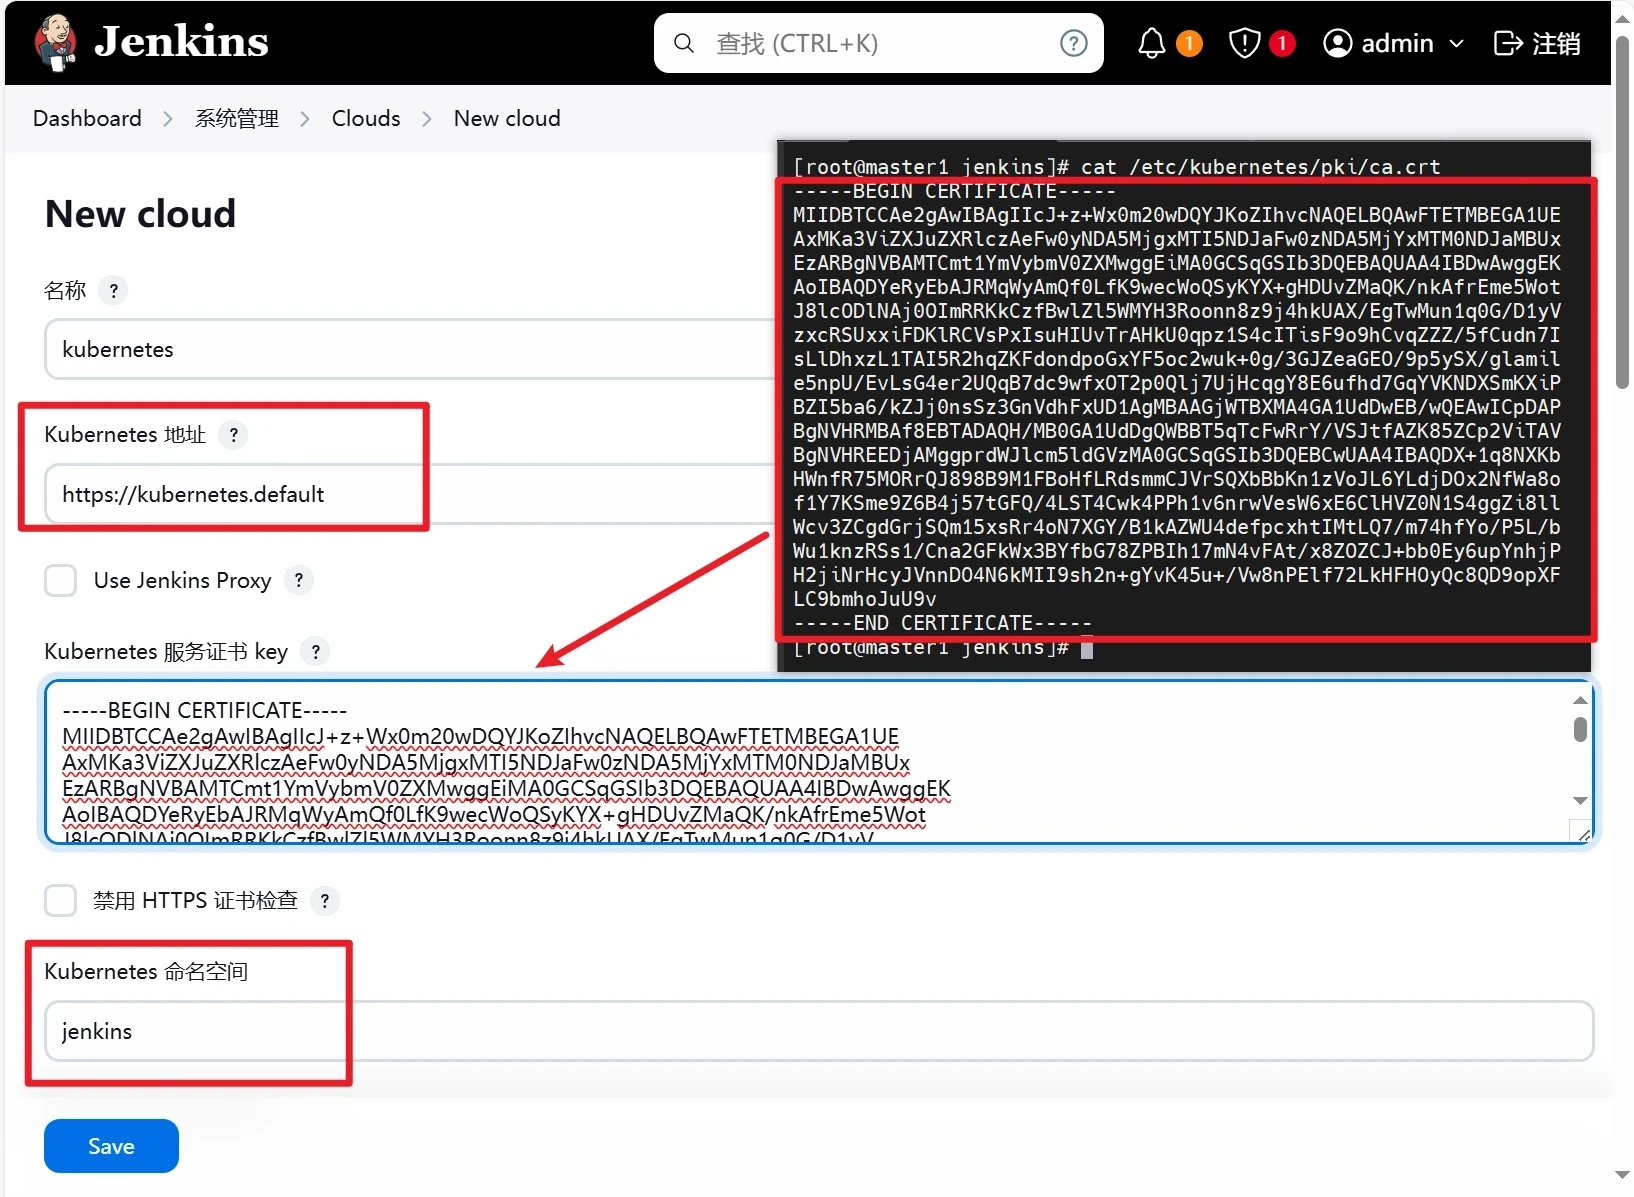 Jenkins
查找 (CTRL+K)
?
1
1
admin
注销
Dashboard
系统管理
Clouds
New cloud
New cloud
名称 ?
kubernetes
Kubernetes 地址 ?
https://kubernetes.default
Use Jenkins Proxy ?
Kubernetes 服务证书 key ?
[root@master1 jenkins]# cat /etc/kubernetes/pki/ca.crt
-----BEGIN CERTIFICATE-----
MIIDBTCCAe2gAwIBAgIIcJ+z+Wx0m20wDQYJKoZIhvcNAQELBQAwFTETMBEGA1UE
AxMKa3ViZXJuZXRlczAeFw0yNDA5MjgxMTI5NDJaFw0zNDA5MjYxMTM0NDJaMBUx
EzARBgNVBAMTCmt1YmVybmV0ZXMwggEiMA0GCSqGSIb3DQEBAQUAA4IBDwAwggEK
AoIBAQDYeRyEbAJRMqWyAmQf0LfK9wecWoQSyKYX+gHDUvZMaQK/nkAfrEme5Wot
J8lcODlNAj0OImRRKkCzfBwlZl5WMYH3Roonn8z9j4hkUAX/EgTwMun1q0G/D1yV
zxcRSUxxiFDKlRCVsPxIsuHIUvTrAHkU0qpz1S4cITisF9o9hCvqZZZ/5fCudn7I
sLlDhxzL1TAI5R2hqZKFdondpoGxYF5oc2wuk+0g/3GJZeaGEO/9p5ySX/glamil
e5npU/EvLsG4er2UQqB7dc9wfxOT2p0Qlj7UjHcqgY8E6ufhd7GqYVKNDXSmKXiP
BZI5ba6/kZJj0nsSz3GnVdhFxUD1AgMBAAGjWTBXMA4GA1UdDwEB/wQEAwICpDAP
BgNVHRMBAf8EBTADAQH/MB0GA1UdDgQWBBT5qTcFwRrY/VSJtfAZK85ZCp2ViTAV
BgNVHREEDjAMggprdWJlcm5ldGVzMA0GCSqGSIb3DQEBCwUAA4IBAQDX+1q8NXKb
HWnfR75MORrQJ898B9M1FBoHfLRdsmmCJVrSQXbBbKn1zVoJL6YLdjDOx2NfWa8o
f1Y7KSme9Z6B4j57tGFQ/4LST4Cwk4PPh1v6nrwVesW6xE6ClHVZ0N1S4ggZi8ll
Wcv3ZCgdGrjSQm15xsRr4oN7XGY/B1kAZWU4defpcxhtIMtLQ7/m74hfYo/P5L/b
Wu1knzRSs1/Cna2GFkWx3BYfbG78ZPBIh17mN4vFAt/x8ZOZCJ+bb0Ey6upYnhjP
H2jiNrHcyJVnnDO4N6kMII9sh2n+gYvK45u+/Vw8nPElf72LkHFHOyQc8QD9opXF
LC9bmhoJuU9v
-----END CERTIFICATE-----
[root@master1 jenkins]#
-----BEGIN CERTIFICATE-----
MIIDBTCCAe2gAwIBAgIIcJ+z+Wx0m20wDQYJKoZIhvcNAQELBQAwFTETMBEGA1UE
AxMKa3ViZXJuZXRlczAeFw0yNDA5MjgxMTI5NDJaFw0zNDA5MjYxMTM0NDJaMBUx
EzARBgNVBAMTCmt1YmVybmV0ZXMwggEiMA0GCSqGSIb3DQEBAQUAA4IBDwAwggEK
AoIBAQDYeRyEbAJRMqWyAmQf0LfK9wecWoQSyKYX+gHDUvZMaQK/nkAfrEme5Wot
J8lcODlNAj0OImRRKkCzfBwlZl5WMYH3Roonn8z9j4hkUAX/EgTwMun1q0G/D1yV
禁用 HTTPS 证书检查 ?
Kubernetes 命名空间
jenkins
Save